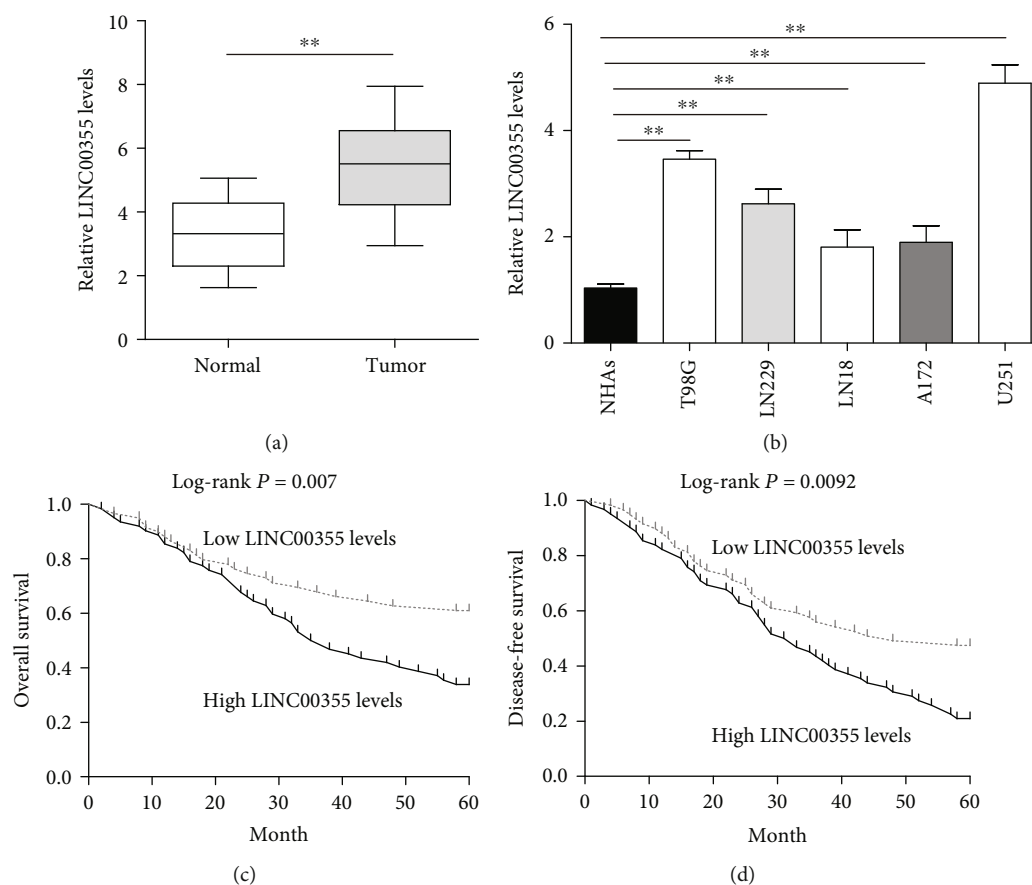 10
8
6
4
2
0
Relative LINC00355 levels
**
Normal
Tumor
(a)
6
4
2
0
Relative LINC00355 levels
**
**
**
**
**
NHAs
T98G
LN229
LN18
A172
U251
(b)
Log-rank P = 0.007
1.0
0.8
0.6
0.4
0.2
0.0
Overall survival
Low LINC00355 levels
High LINC00355 levels
0 10 20 30 40 50 60
Month
(c)
Log-rank P = 0.0092
1.0
0.8
0.6
0.4
0.2
0.0
Disease-free survival
Low LINC00355 levels
High LINC00355 levels
0 10 20 30 40 50 60
Month
(d)